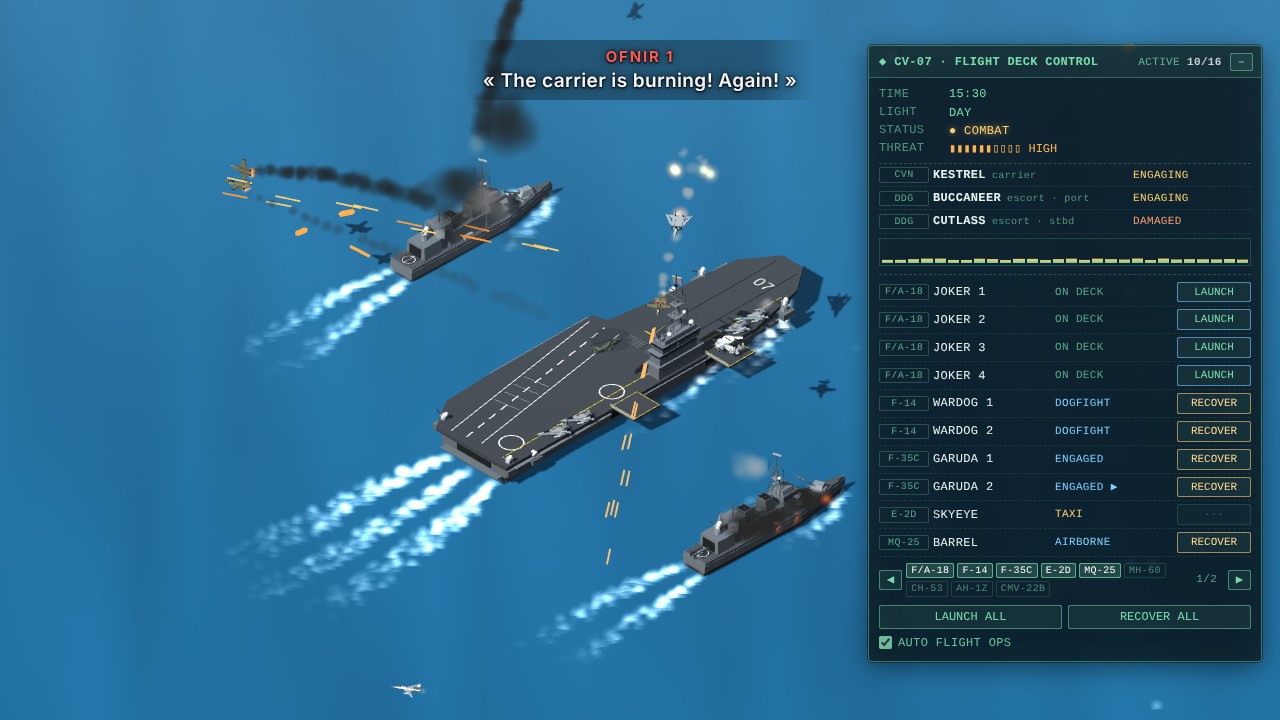 OFNIR 1
« The carrier is burning! Again! »
07
◆ CV-07 · FLIGHT DECK CONTROL ACTIVE 10/16 −
TIME 15:30
LIGHT DAY
STATUS ● COMBAT
THREAT ▮▮▮▮▮▮▯▯▯▯ HIGH
CVN KESTREL carrier ENGAGING
DDG BUCCANEER escort · port ENGAGING
DDG CUTLASS escort · stbd DAMAGED
F/A-18 JOKER 1 ON DECK LAUNCH
F/A-18 JOKER 2 ON DECK LAUNCH
F/A-18 JOKER 3 ON DECK LAUNCH
F/A-18 JOKER 4 ON DECK LAUNCH
F-14 WARDOG 1 DOGFIGHT RECOVER
F-14 WARDOG 2 DOGFIGHT RECOVER
F-35C GARUDA 1 ENGAGED RECOVER
F-35C GARUDA 2 ENGAGED ▶ RECOVER
E-2D SKYEYE TAXI ···
MQ-25 BARREL AIRBORNE RECOVER
◀ F/A-18 F-14 F-35C E-2D MQ-25 MH-60 1/2 ▶
CH-53 AH-1Z CMV-22B
LAUNCH ALL RECOVER ALL
AUTO FLIGHT OPS